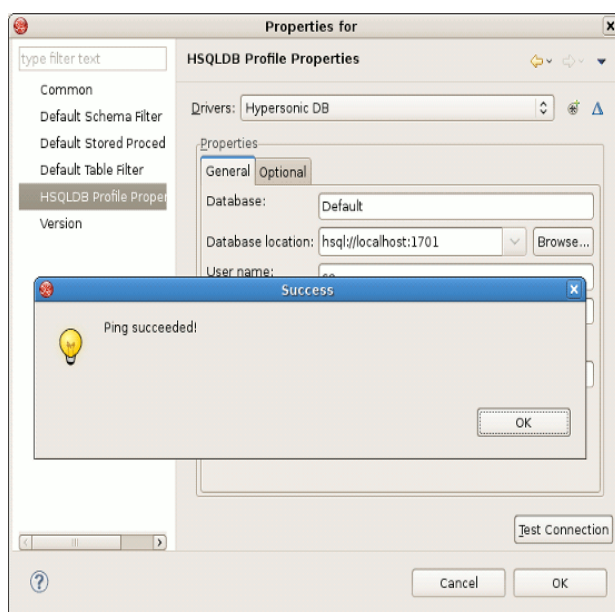 Properties for
type filter text
Common
Default Schema Filter
Default Stored Proced
Default Table Filter
HSQLDB Profile Proper
Version
HSQLDB Profile Properties
Drivers: Hypersonic DB
Properties
General Optional
Database: Default
Database location: hsql://localhost:1701 Browse...
User name:
Success
Ping succeeded!
OK
Test Connection
Cancel OK